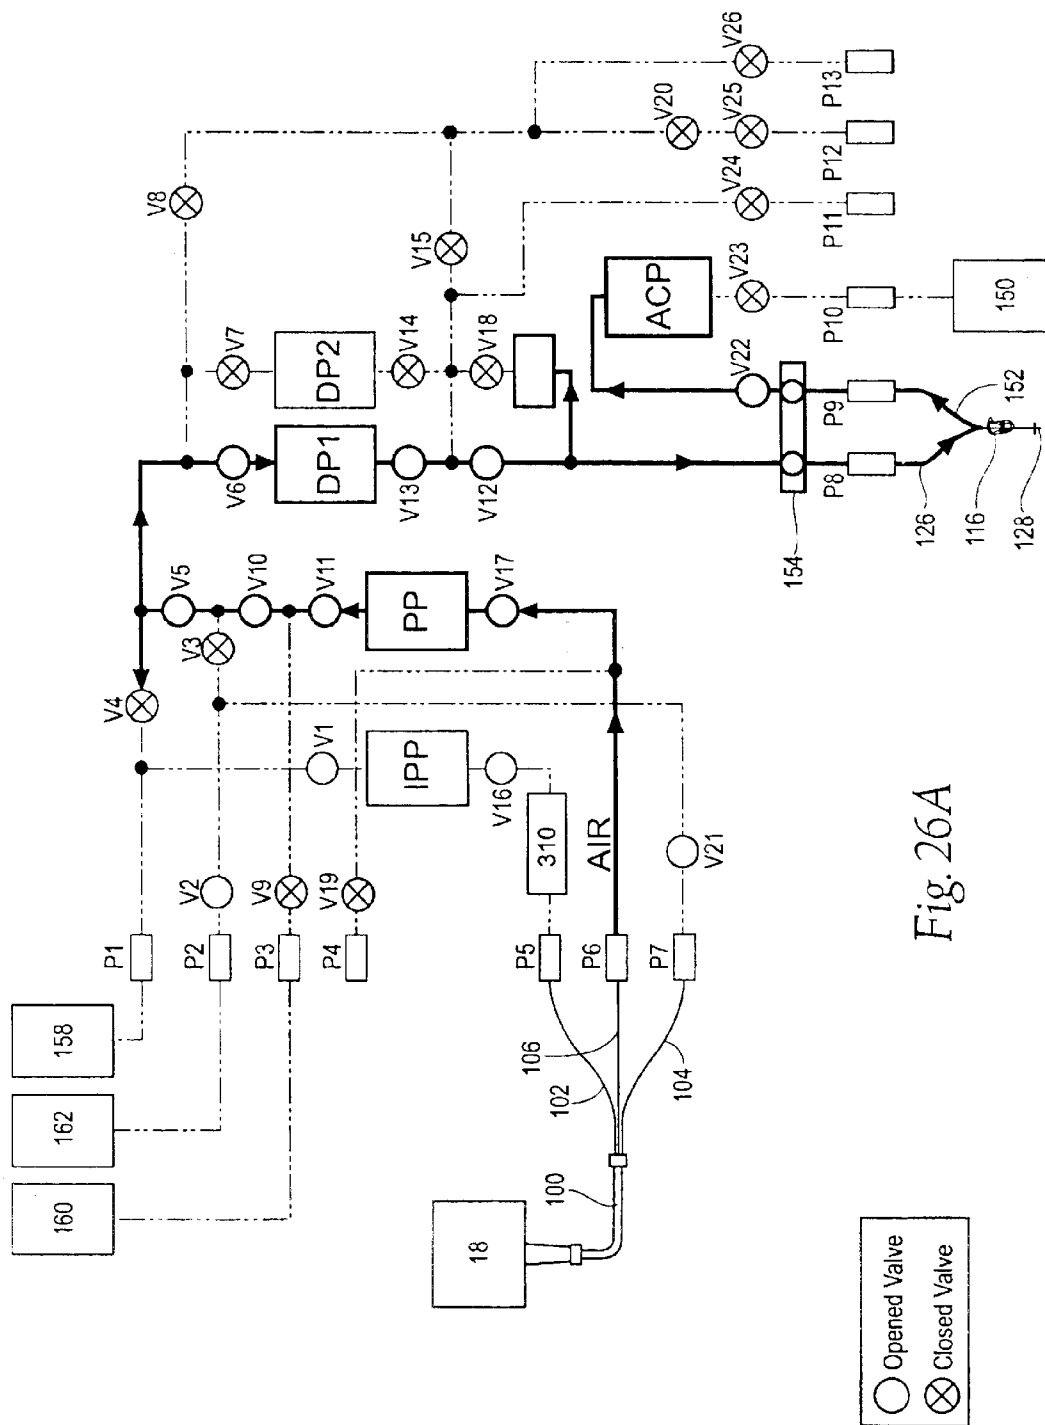 160
162
158
P1
P2
P3
P4
V2
V9
V19
V4
V3
V5
V10
V11
V1
PP
IPP
V17
V16
310
AIR
P5
P6
P7
V21
18
100
102
106
104
V8
V6
V7
DP1
DP2
V13
V14
V15
V12
V18
ACP
V20
V22
V23
V24
V25
V26
154
P8
P9
P10
P11
P12
P13
150
126
116
128
152
Opened Valve
Closed Valve
Fig. 26A